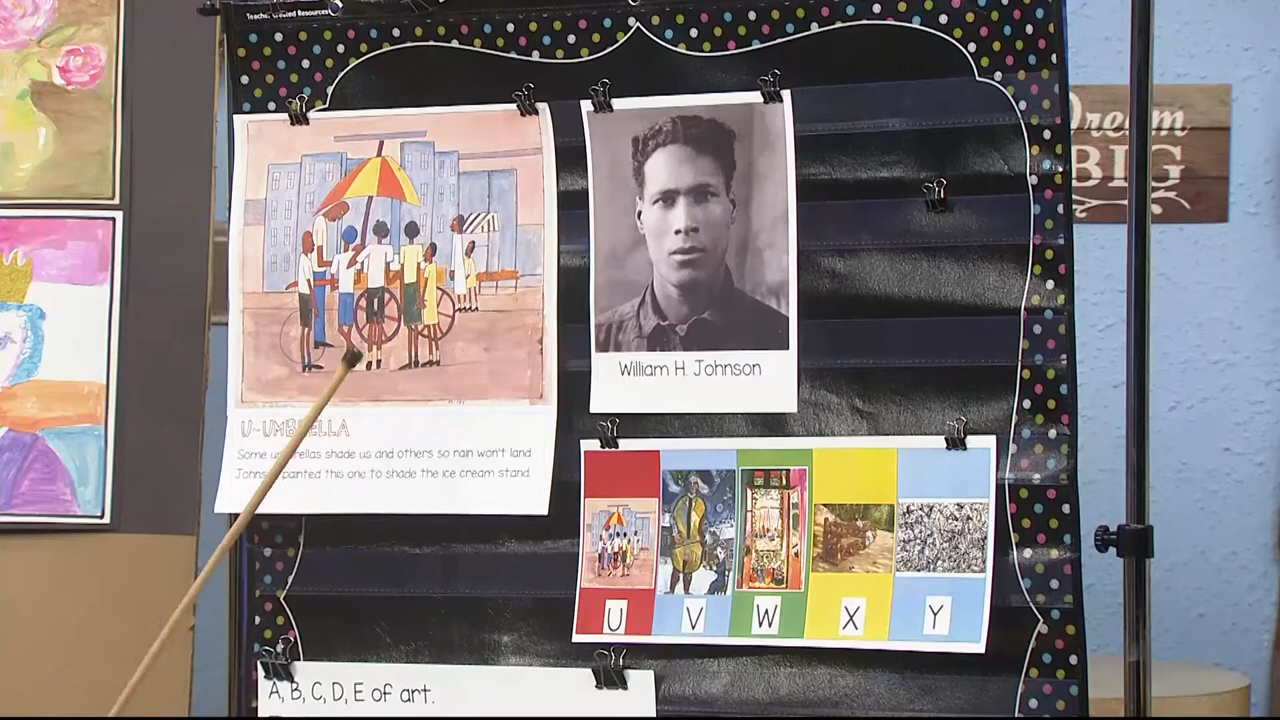 Teacher Created Resources
Dream
BIG
William H. Johnson
U-UMBRELLA
Some umbrellas shade us and others so rain won't land.
Johnson painted this one to shade the ice cream stand.
U V W X Y
A, B, C, D, E of art.